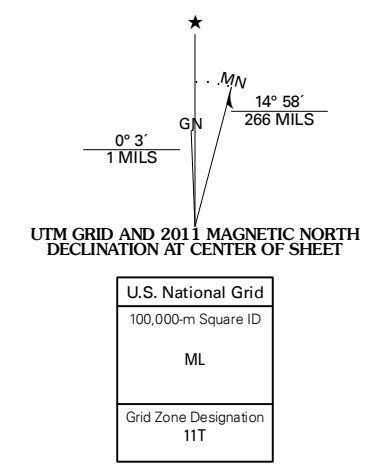 ★
MN
14° 58´
266 MILS
GN
0° 3´
1 MILS
UTM GRID AND 2011 MAGNETIC NORTH
DECLINATION AT CENTER OF SHEET
U.S. National Grid
100,000-m Square ID
ML
Grid Zone Designation
11T